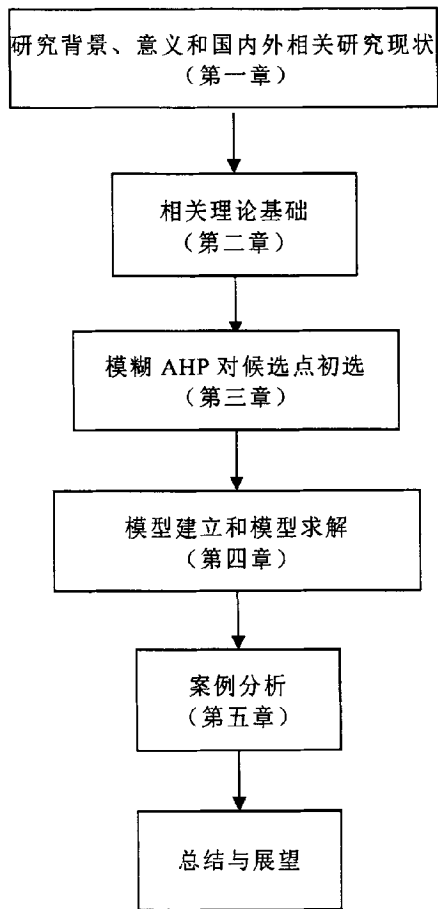 研究背景、意义和国内外相关研究现状
（第一章）
相关理论基础
（第二章）
模糊 AHP 对候选点初选
（第三章）
模型建立和模型求解
（第四章）
案例分析
（第五章）
总结与展望